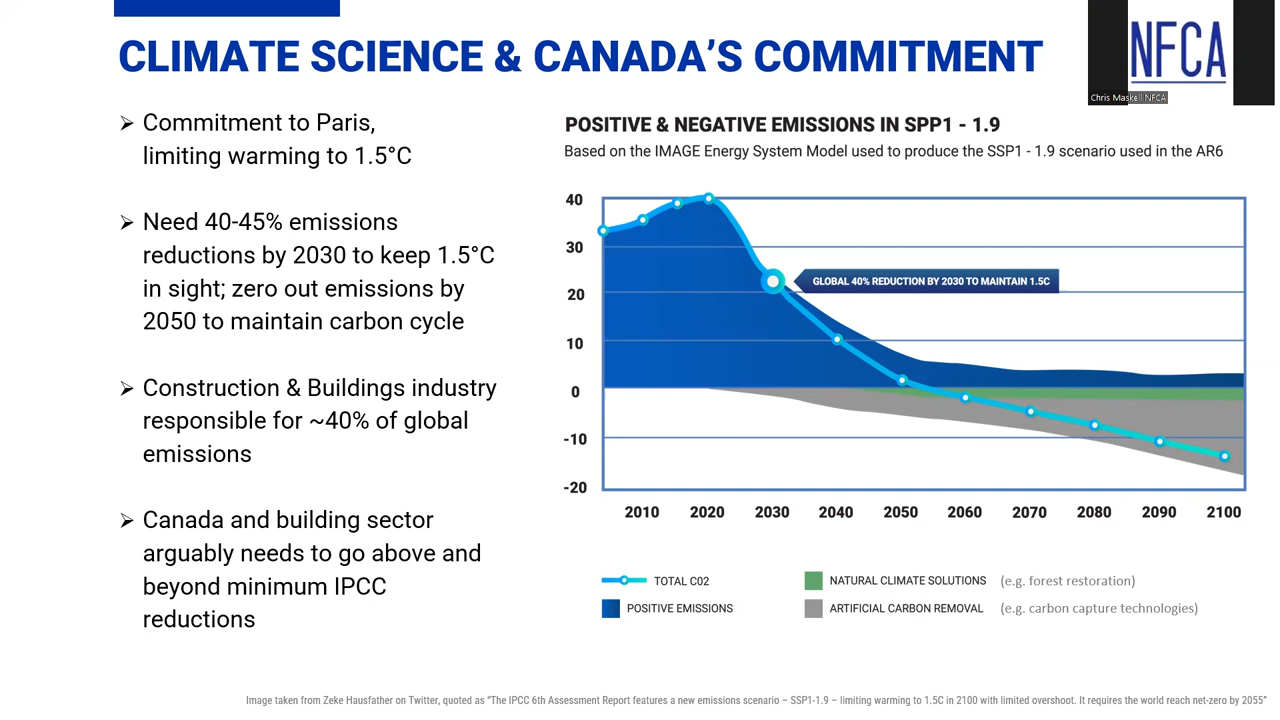 CLIMATE SCIENCE & CANADA’S COMMITMENT
NFCA
Chris Maskell NFCA
➢ Commitment to Paris,
limiting warming to 1.5°C
➢ Need 40-45% emissions
reductions by 2030 to keep 1.5°C
in sight; zero out emissions by
2050 to maintain carbon cycle
➢ Construction & Buildings industry
responsible for ~40% of global
emissions
➢ Canada and building sector
arguably needs to go above and
beyond minimum IPCC
reductions
POSITIVE & NEGATIVE EMISSIONS IN SPP1 - 1.9
Based on the IMAGE Energy System Model used to produce the SSP1 - 1.9 scenario used in the AR6
40
30
20
10
0
-10
-20
GLOBAL 40% REDUCTION BY 2030 TO MAINTAIN 1.5C
2010 2020 2030 2040 2050 2060 2070 2080 2090 2100
TOTAL C02
POSITIVE EMISSIONS
NATURAL CLIMATE SOLUTIONS (e.g. forest restoration)
ARTIFICIAL CARBON REMOVAL (e.g. carbon capture technologies)
Image taken from Zeke Hausfather on Twitter, quoted as “The IPCC 6th Assessment Report features a new emissions scenario – SSP1-1.9 – limiting warming to 1.5C in 2100 with limited overshoot. It requires the world reach net-zero by 2055”